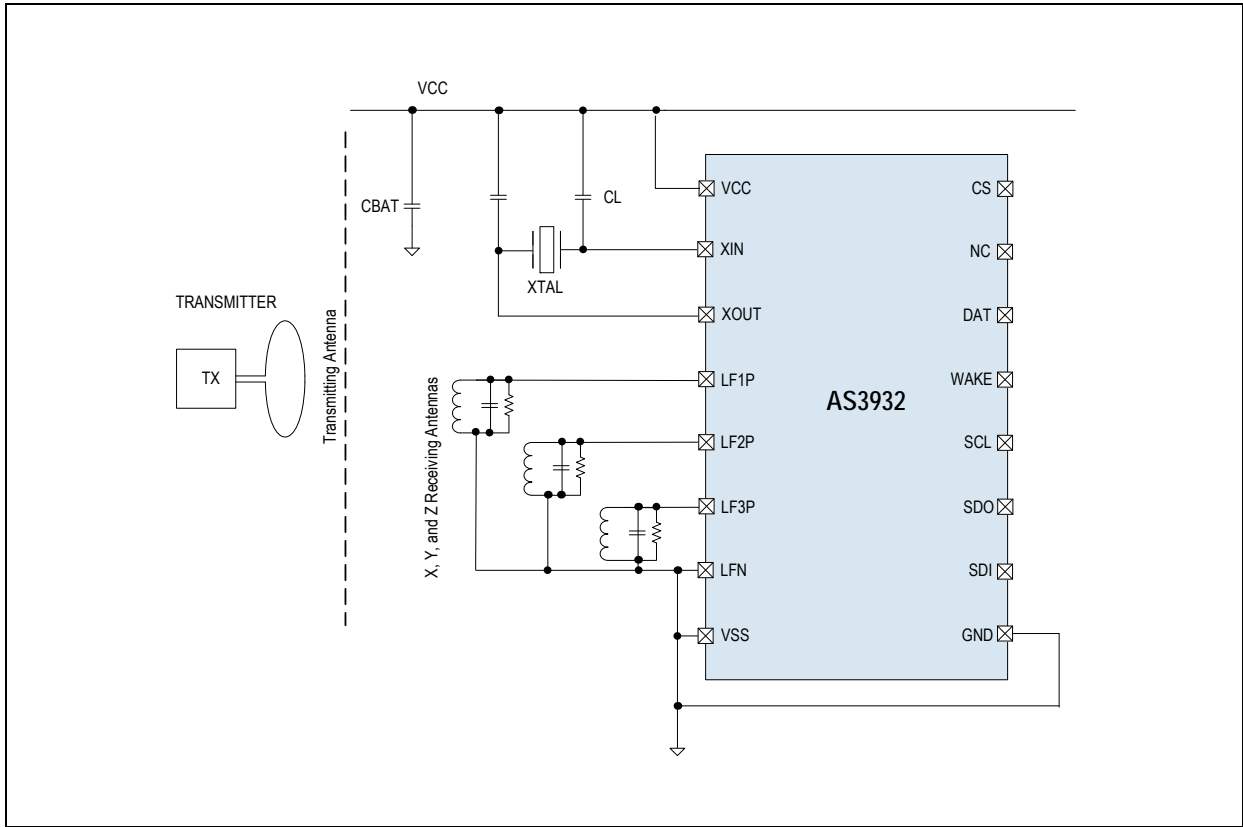 VCC
CBAT
CL
XTAL
TRANSMITTER
TX
Transmitting Antenna
X, Y, and Z Receiving Antennas
VCC
XIN
XOUT
LF1P
LF2P
LF3P
LFN
VSS
AS3932
CS
NC
DAT
WAKE
SCL
SDO
SDI
GND